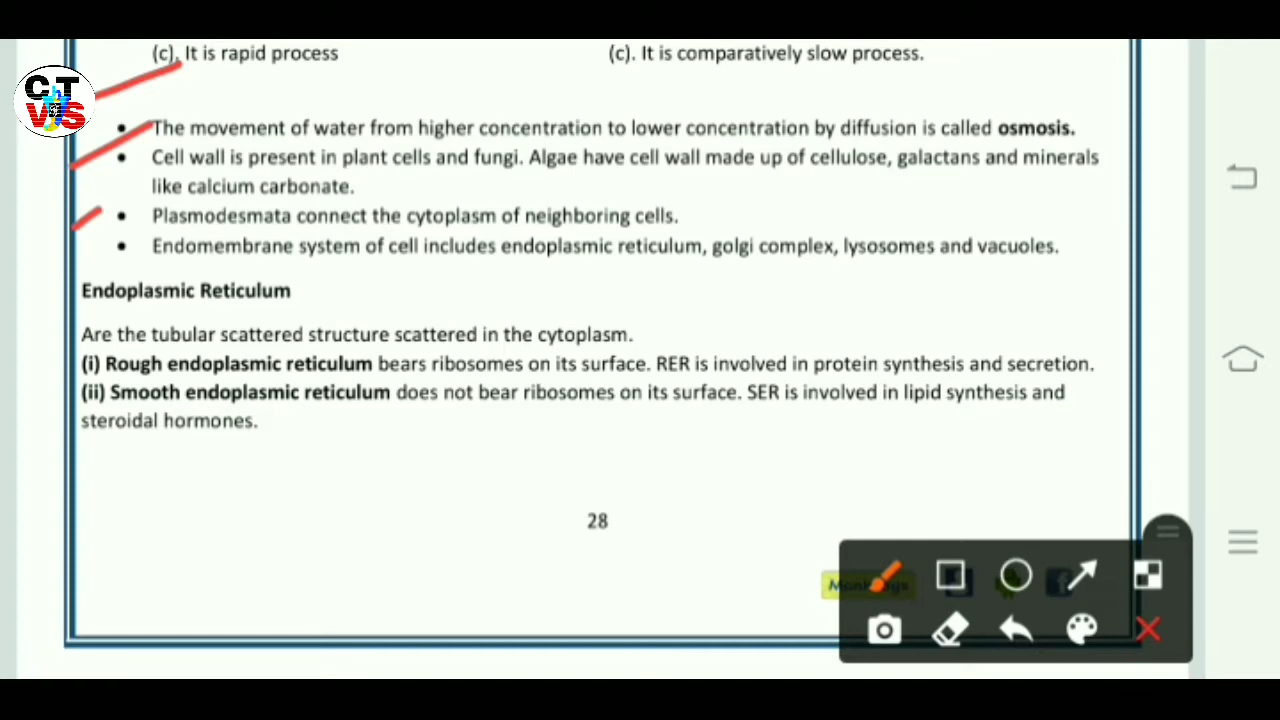 (c). It is rapid process (c). It is comparatively slow process.
CT
VS
• The movement of water from higher concentration to lower concentration by diffusion is called osmosis.
• Cell wall is present in plant cells and fungi. Algae have cell wall made up of cellulose, galactans and minerals
like calcium carbonate.
• Plasmodesmata connect the cytoplasm of neighboring cells.
• Endomembrane system of cell includes endoplasmic reticulum, golgi complex, lysosomes and vacuoles.
Endoplasmic Reticulum
Are the tubular scattered structure scattered in the cytoplasm.
(i) Rough endoplasmic reticulum bears ribosomes on its surface. RER is involved in protein synthesis and secretion.
(ii) Smooth endoplasmic reticulum does not bear ribosomes on its surface. SER is involved in lipid synthesis and
steroidal hormones.
28